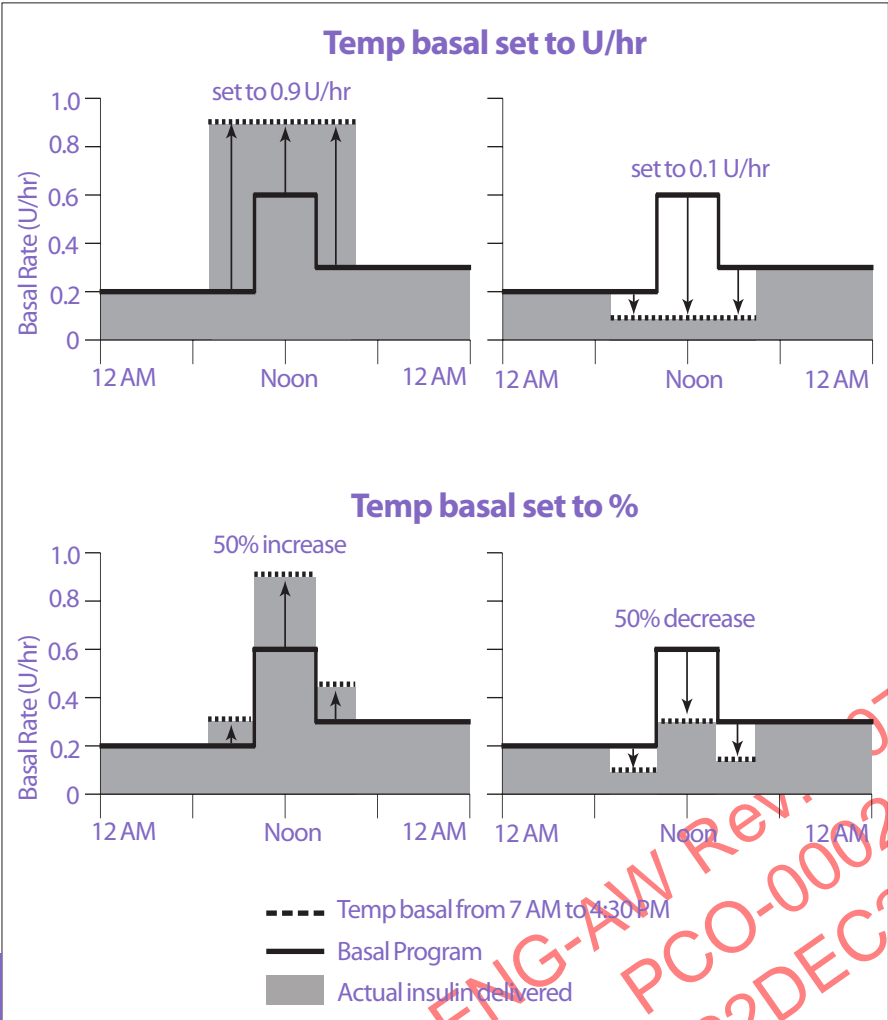 Temp basal set to U/hr
set to 0.9 U/hr
set to 0.1 U/hr
Basal Rate (U/hr)
1.0
0.8
0.6
0.4
0.2
0
12 AM Noon 12 AM 12 AM Noon 12 AM
Temp basal set to %
50% increase
50% decrease
Basal Rate (U/hr)
1.0
0.8
0.6
0.4
0.2
0
12 AM Noon 12 AM 12 AM Noon 12 AM
Temp basal from 7 AM to 4:30 PM
Basal Program
Actual insulin delivered
ENG-AW Rev.
PCO-0002